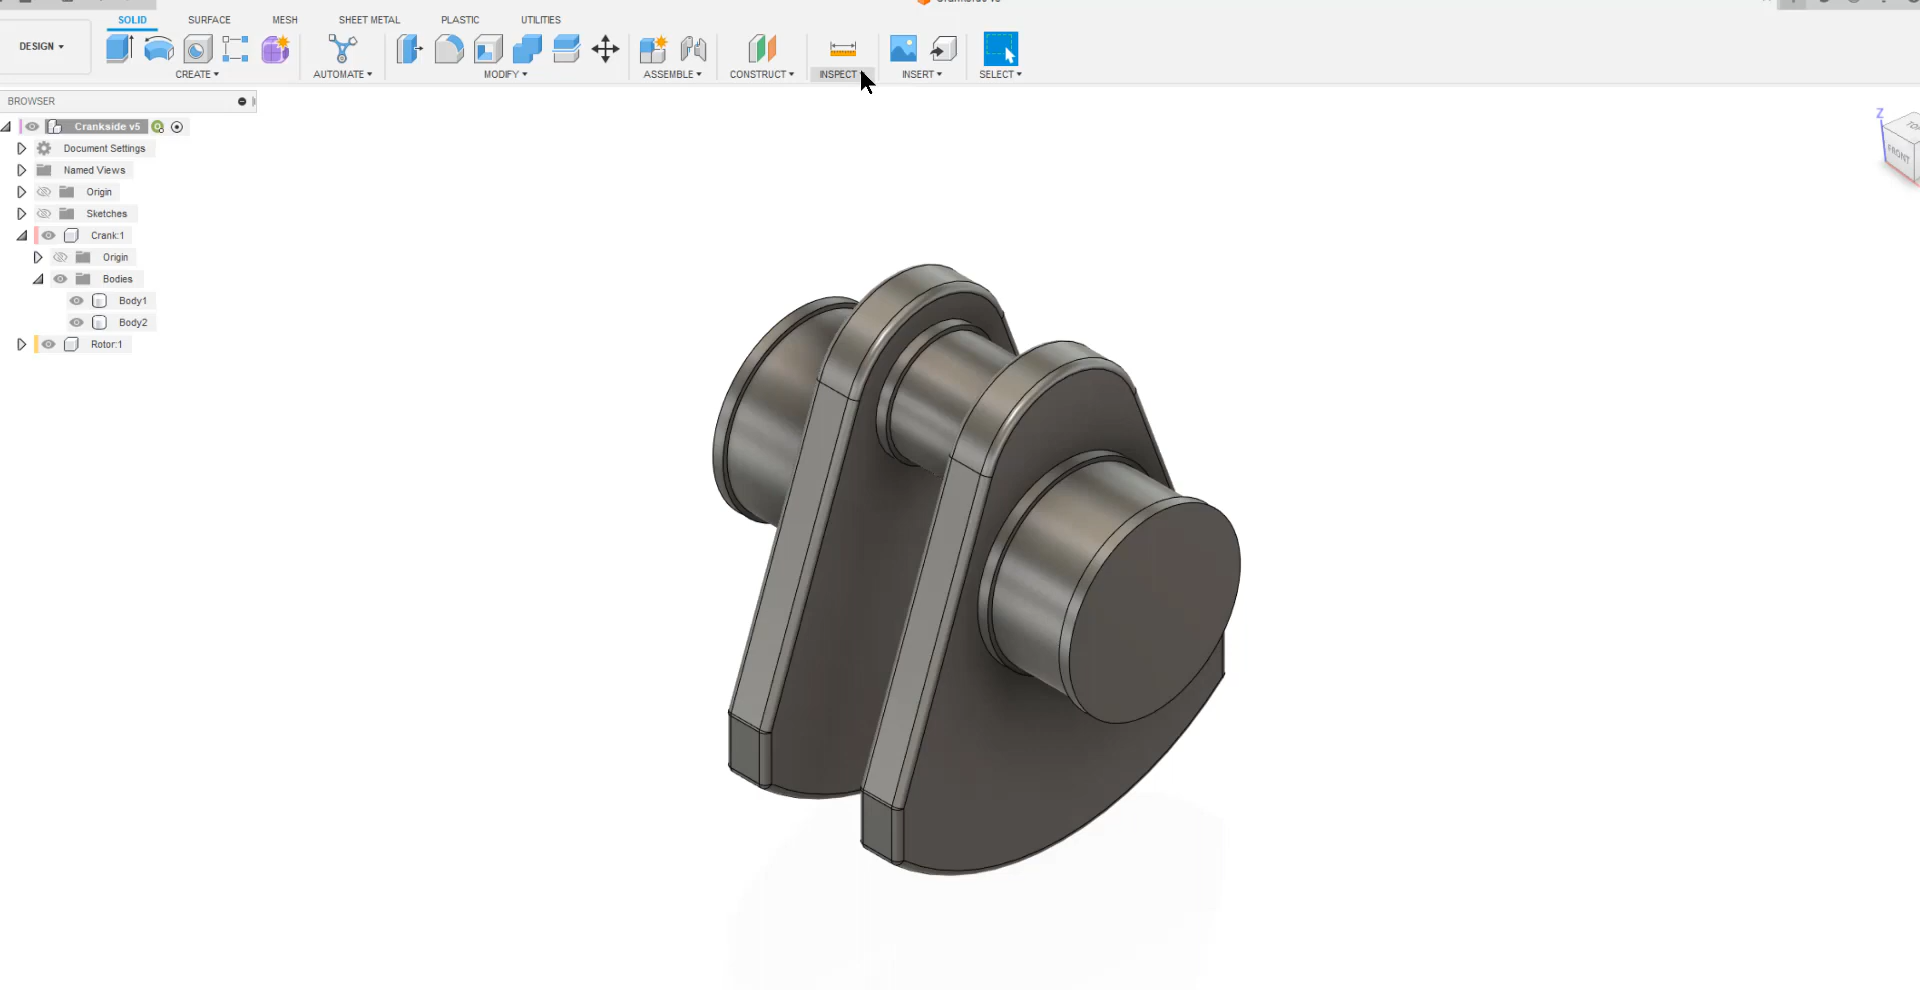 SOLID SURFACE MESH SHEET METAL PLASTIC UTILITIES
DESIGN
CREATE AUTOMATE MODIFY ASSEMBLE CONSTRUCT INSPECT INSERT SELECT
BROWSER
Crankside v5
Document Settings
Named Views
Origin
Sketches
Crank:1
Origin
Bodies
Body1
Body2
Rotor:1
Z
FRONT